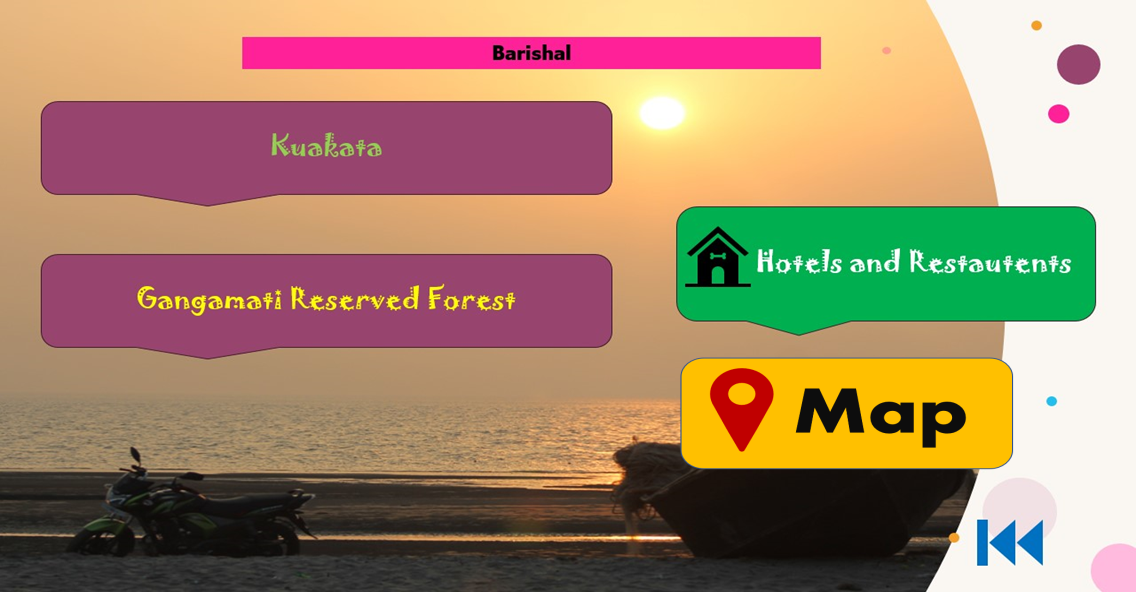 Barishal
Kuakata
Gangamati Reserved Forest
Hotels and Restautents
Map